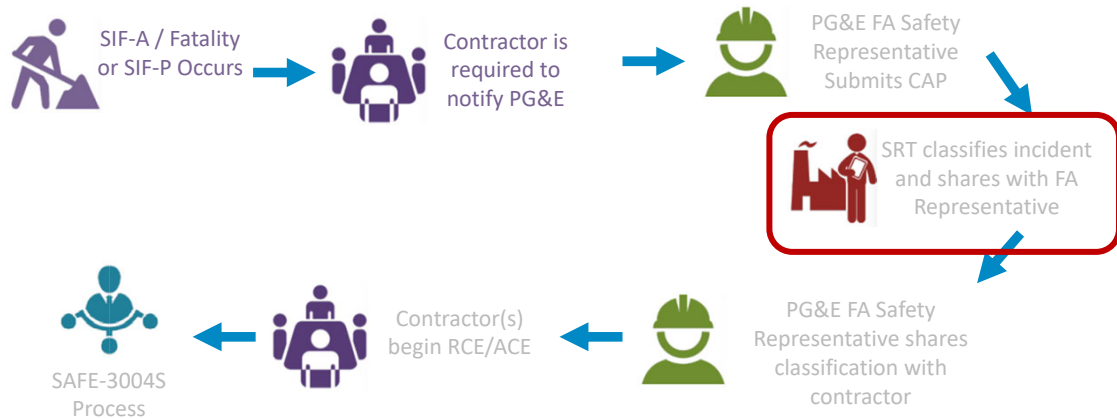 SIF-A / Fatality
or SIF-P Occurs
Contractor is
required to
notify PG&E
PG&E FA Safety
Representative
Submits CAP
SRT classifies incident
and shares with FA
Representative
PG&E FA Safety
Representative shares
classification with
contractor
Contractor(s)
begin RCE/ACE
SAFE-3004S
Process